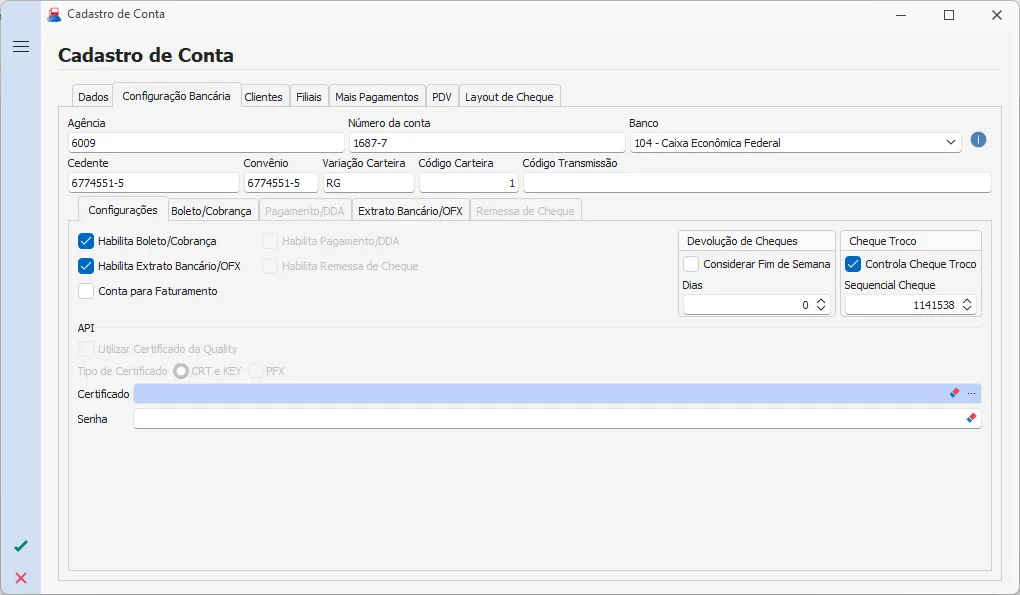 Cadastro de Conta
Cadastro de Conta
Dados Configuração Bancária Clientes Filiais Mais Pagamentos PDV Layout de Cheque
Agência Número da conta Banco
6009 1687-7 104 - Caixa Econômica Federal
Cedente Convênio Variação Carteira Código Carteira Código Transmissão
6774551-5 6774551-5 RG 1
Configurações Boleto/Cobrança Pagamento/DDA Extrato Bancário/OFX Remessa de Cheque
Habilita Boleto/Cobrança Habilita Pagamento/DDA Devolução de Cheques Cheque Troco
Habilita Extrato Bancário/OFX Habilita Remessa de Cheque Considerar Fim de Semana Controla Cheque Troco
Conta para Faturamento Dias Sequencial Cheque
0 1141538
API
Utilizar Certificado da Quality
Tipo de Certificado CRT e KEY PFX
Certificado ...
Senha